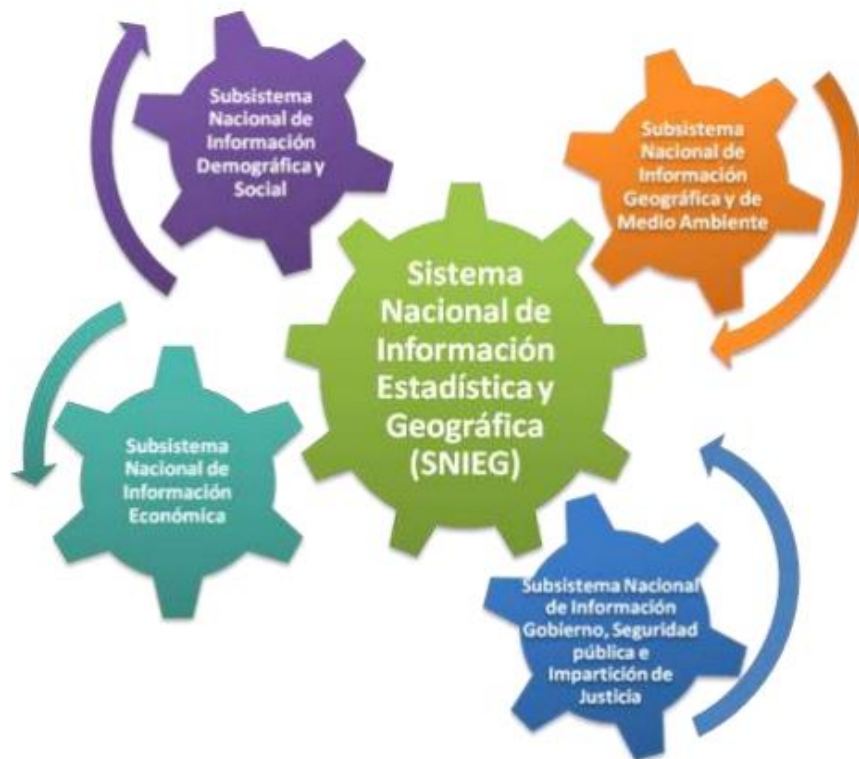 Subsistema
Nacional de
Información
Demográfica y
Social
Subsistema
Nacional de
Información
Geográfica y de
Medio Ambiente
Sistema
Nacional de
Información
Estadística y
Geográfica
(SNIEG)
Subsistema
Nacional de
Información
Económica
Subsistema Nacional
de Información
Gobierno, Seguridad
pública e
Impartición de
Justicia